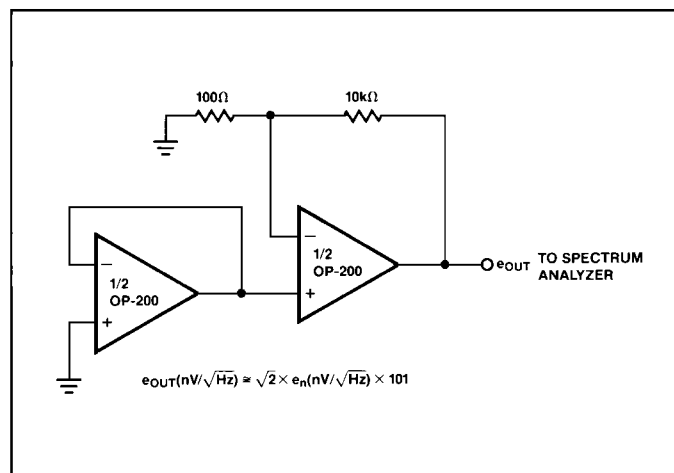 100Ω
10kΩ
−
1/2
OP-200
+
−
1/2
OP-200
+
eOUT TO SPECTRUM
ANALYZER
eOUT(nV/√Hz) ≅ √2 × en(nV/√Hz) × 101